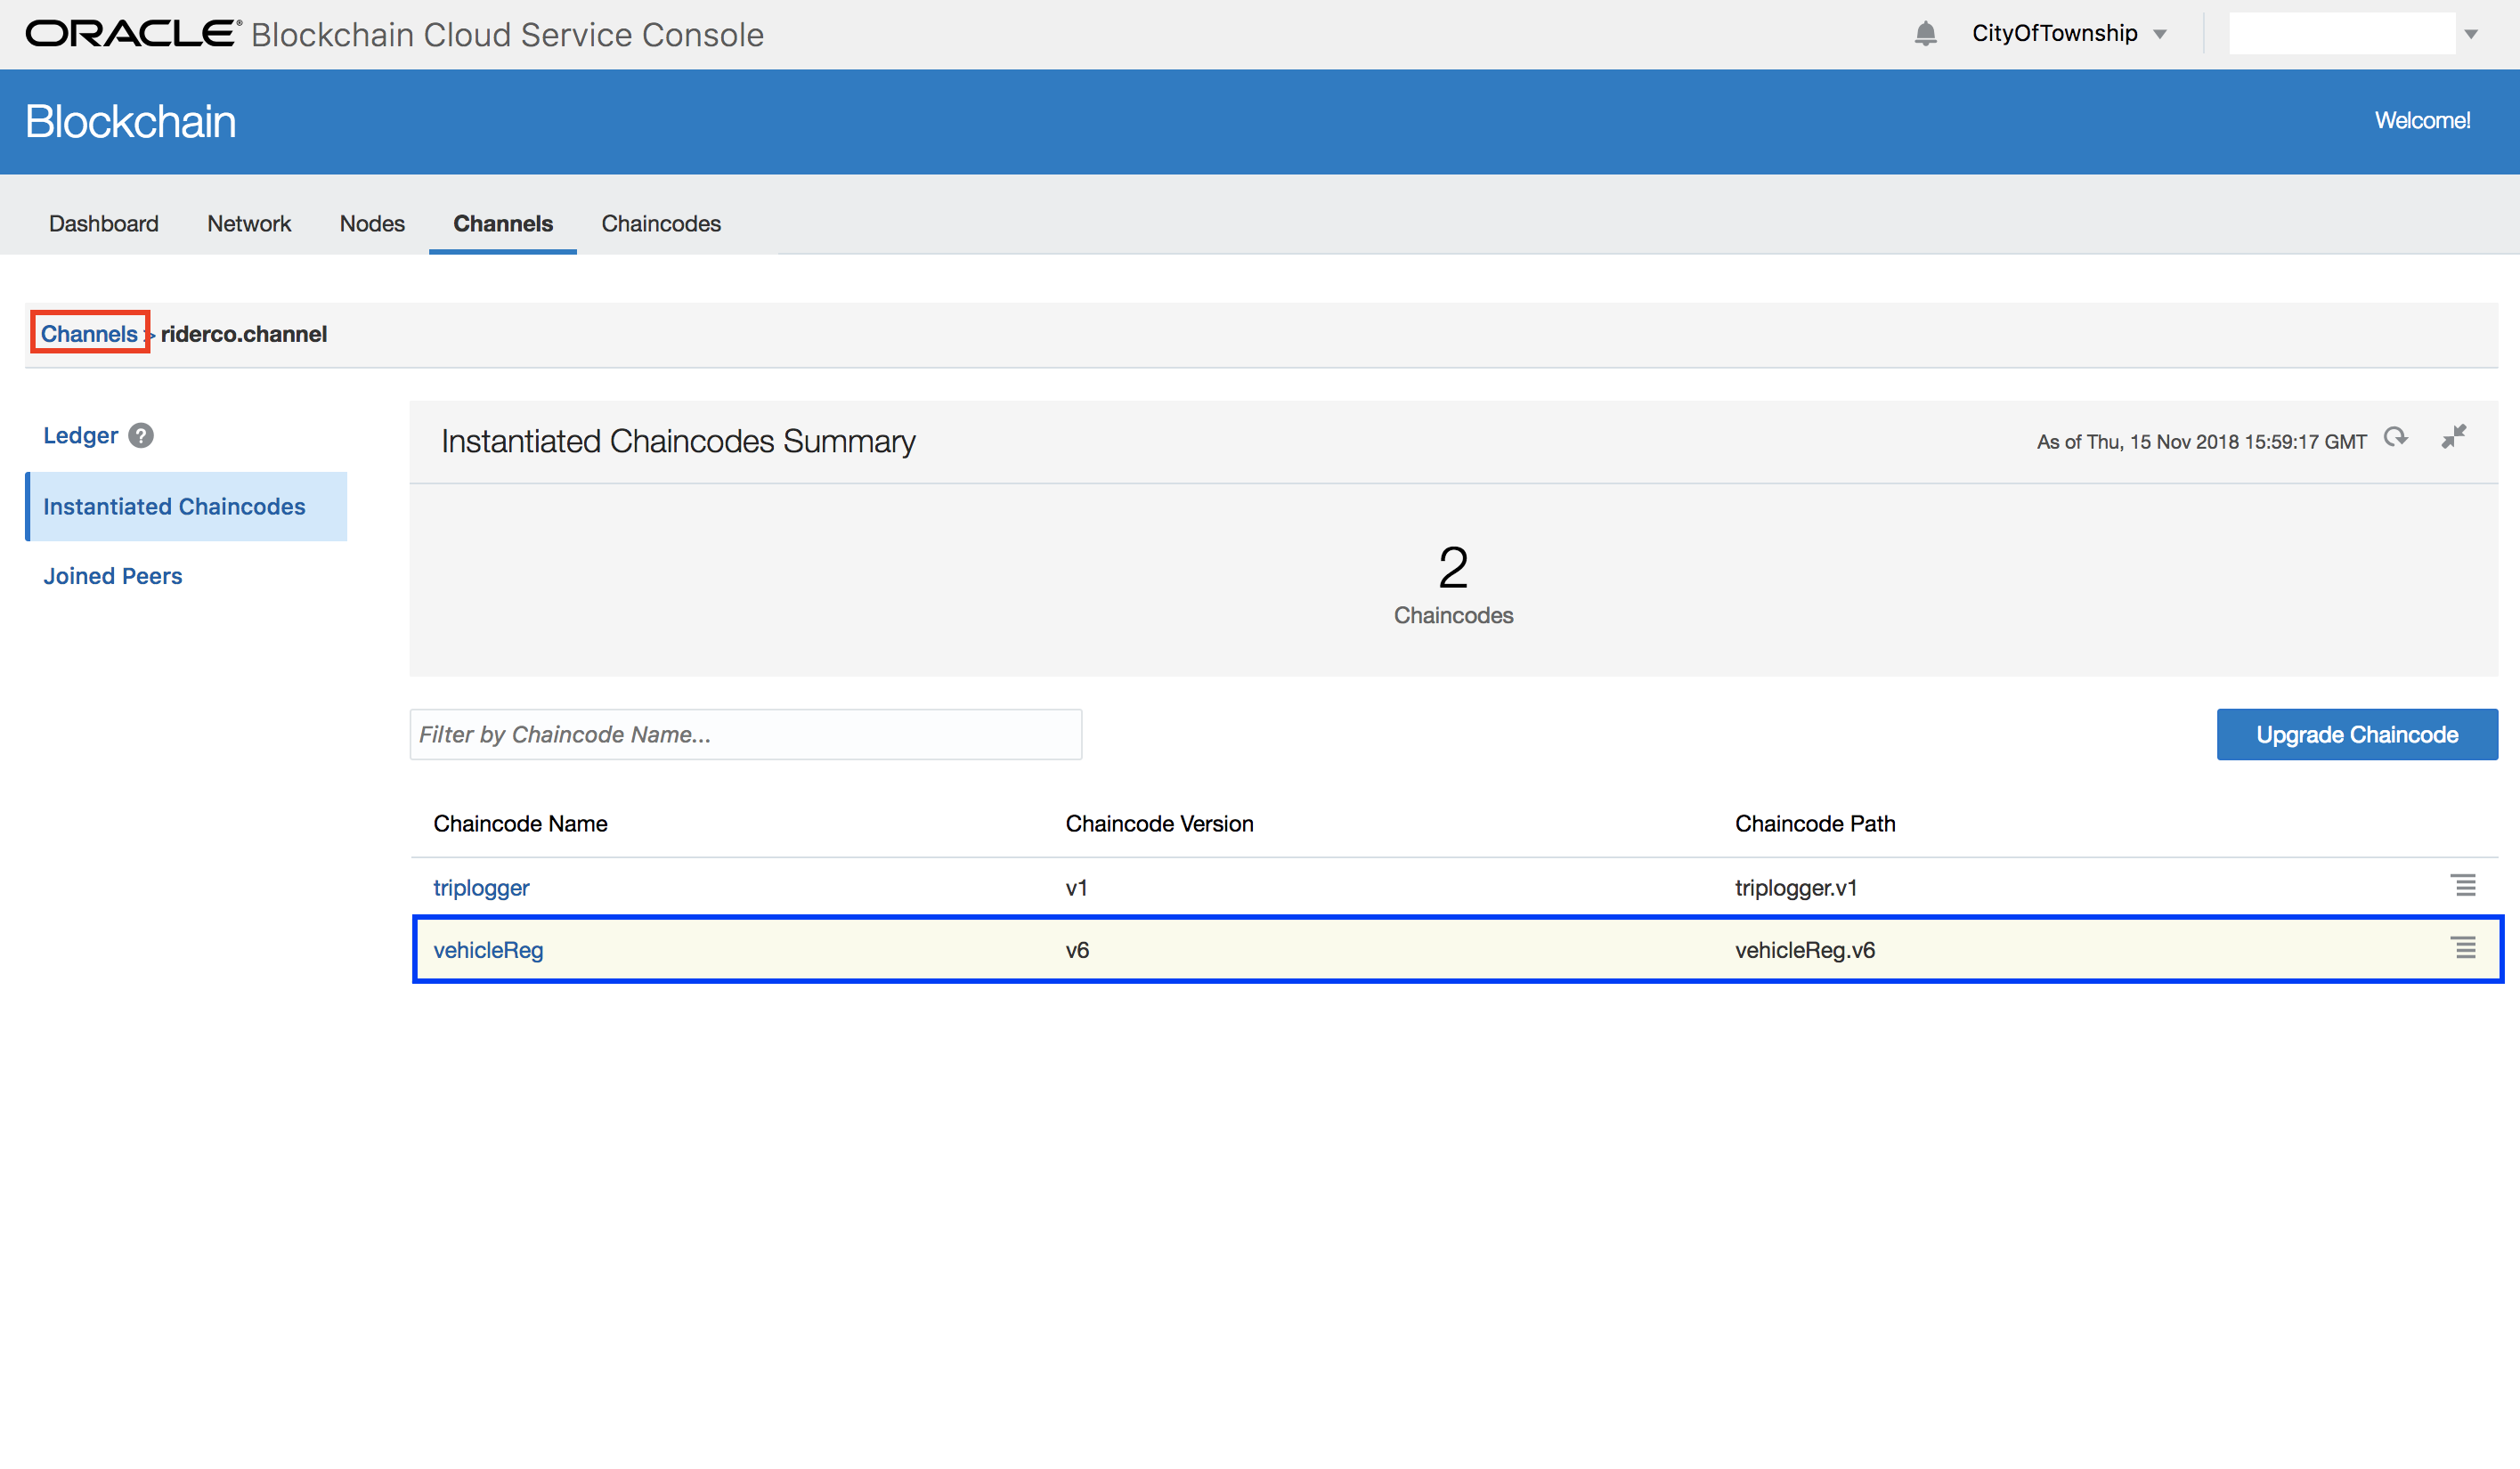 ORACLE® Blockchain Cloud Service Console CityOfTownship
Blockchain Welcome!
Dashboard Network Nodes Channels Chaincodes
Channels > riderco.channel
Ledger ?
Instantiated Chaincodes
Joined Peers
Instantiated Chaincodes Summary As of Thu, 15 Nov 2018 15:59:17 GMT
2
Chaincodes
Filter by Chaincode Name... Upgrade Chaincode
Chaincode Name Chaincode Version Chaincode Path
triplogger v1 triplogger.v1
vehicleReg v6 vehicleReg.v6